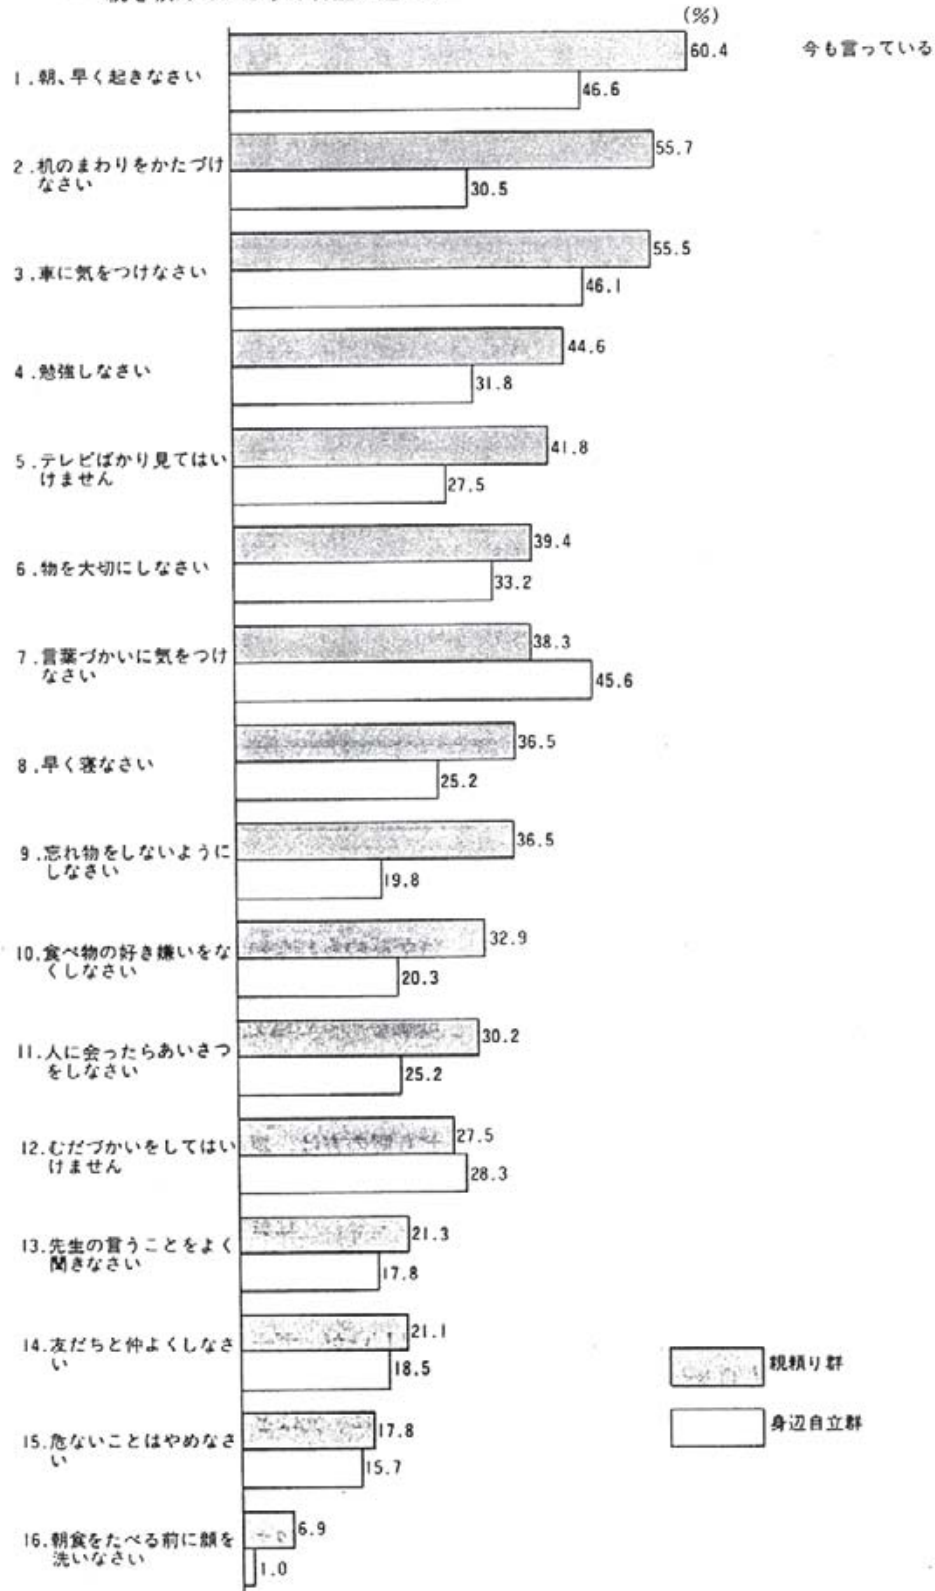 (%)
今も言っている
1.朝、早く起きなさい
60.4
46.6
2.机のまわりをかたづけ
なさい
55.7
30.5
3.車に気をつけなさい
55.5
46.1
4.勉強しなさい
44.6
31.8
5.テレビばかり見てはい
けません
41.8
27.5
6.物を大切にしなさい
39.4
33.2
7.言葉づかいに気をつけ
なさい
38.3
45.6
8.早く寝なさい
36.5
25.2
9.忘れ物をしないように
しなさい
36.5
19.8
10.食べ物の好き嫌いをな
くしなさい
32.9
20.3
11.人に会ったらあいさつ
をしなさい
30.2
25.2
12.むだづかいをしてはい
けません
27.5
28.3
13.先生の言うことをよく
聞きなさい
21.3
17.8
14.友だちと仲よくしなさ
い
21.1
18.5
15.危ないことはやめなさ
い
17.8
15.7
16.朝食をたべる前に顔を
洗いなさい
6.9
1.0
親頼り群
身辺自立群